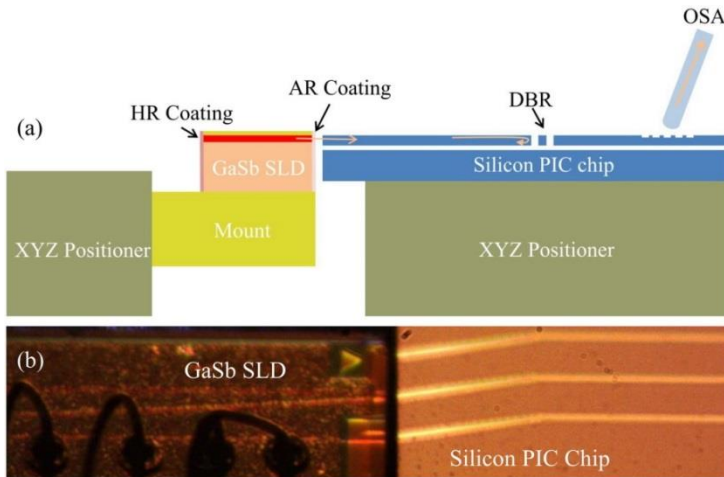 OSA
AR Coating
DBR
HR Coating
(a)
GaSb SLD
Silicon PIC chip
XYZ Positioner
Mount
XYZ Positioner
(b)
GaSb SLD
Silicon PIC Chip